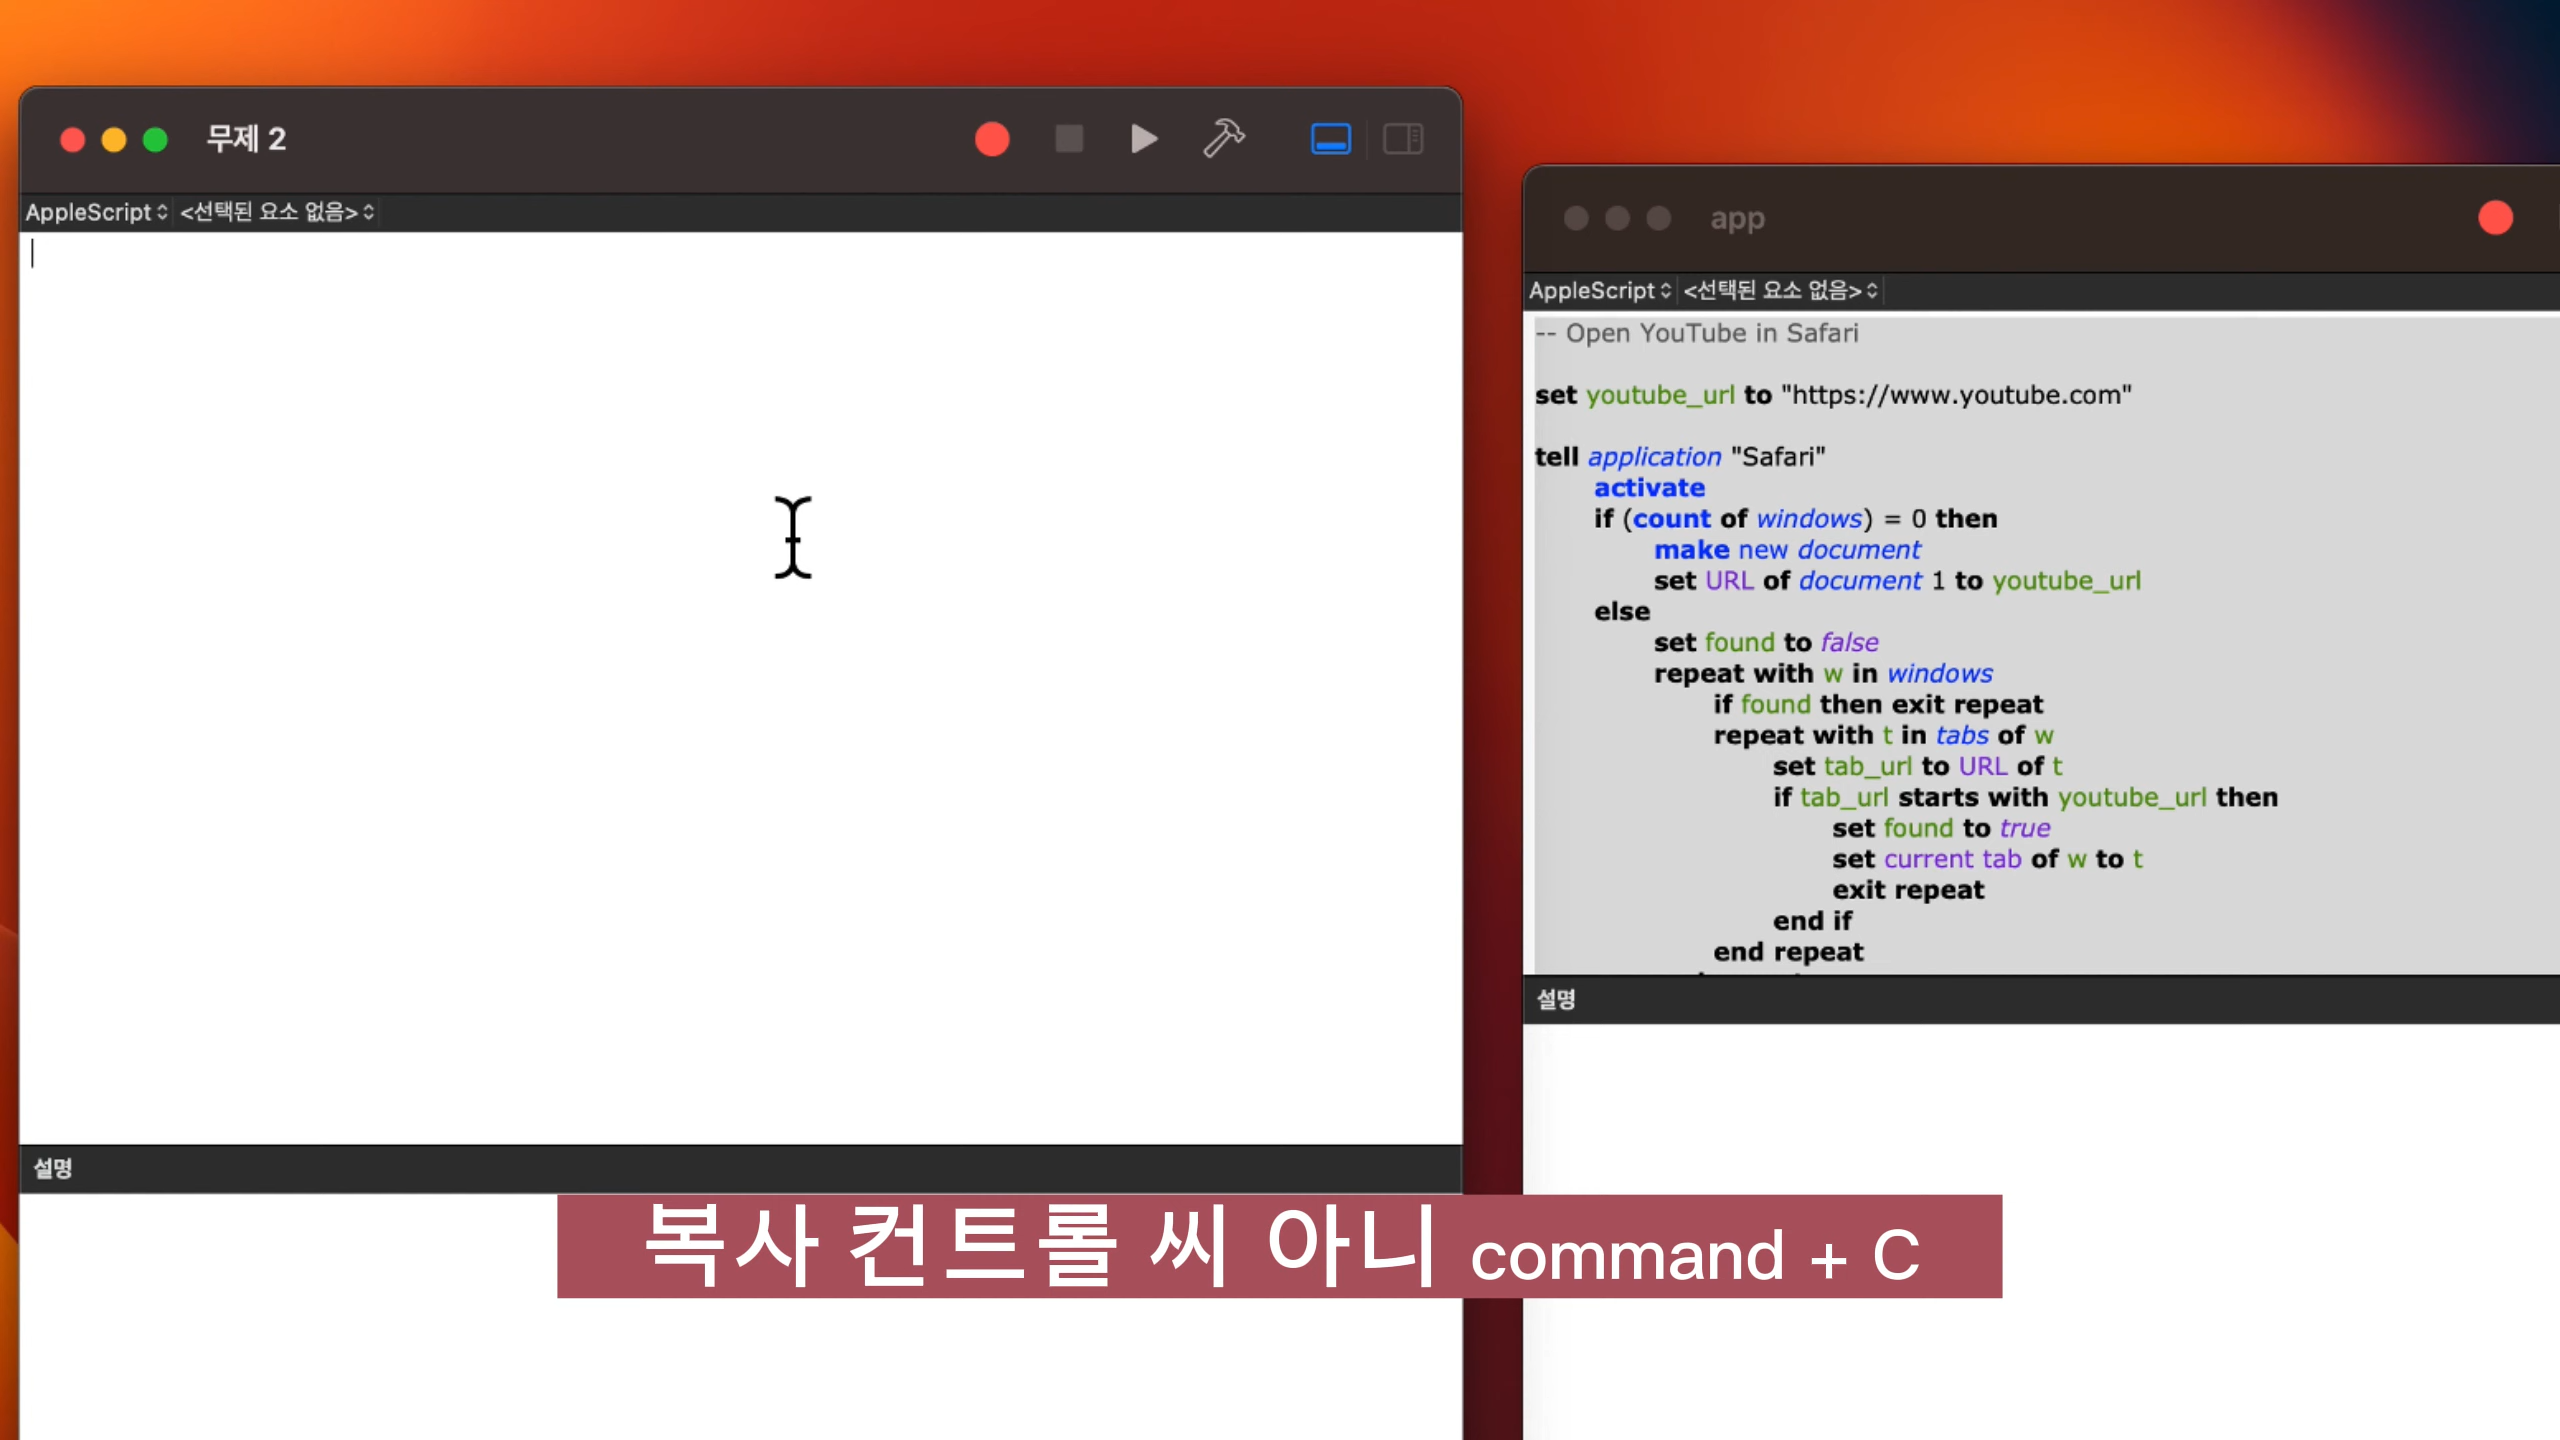 무제 2
AppleScript <선택된 요소 없음>
설명
app
AppleScript <선택된 요소 없음>
-- Open YouTube in Safari
set youtube_url to "https://www.youtube.com"
tell application "Safari"
activate
if (count of windows) = 0 then
make new document
set URL of document 1 to youtube_url
else
set found to false
repeat with w in windows
if found then exit repeat
repeat with t in tabs of w
set tab_url to URL of t
if tab_url starts with youtube_url then
set found to true
set current tab of w to t
exit repeat
end if
end repeat
설명
복사 컨트롤 씨 아니 command + C